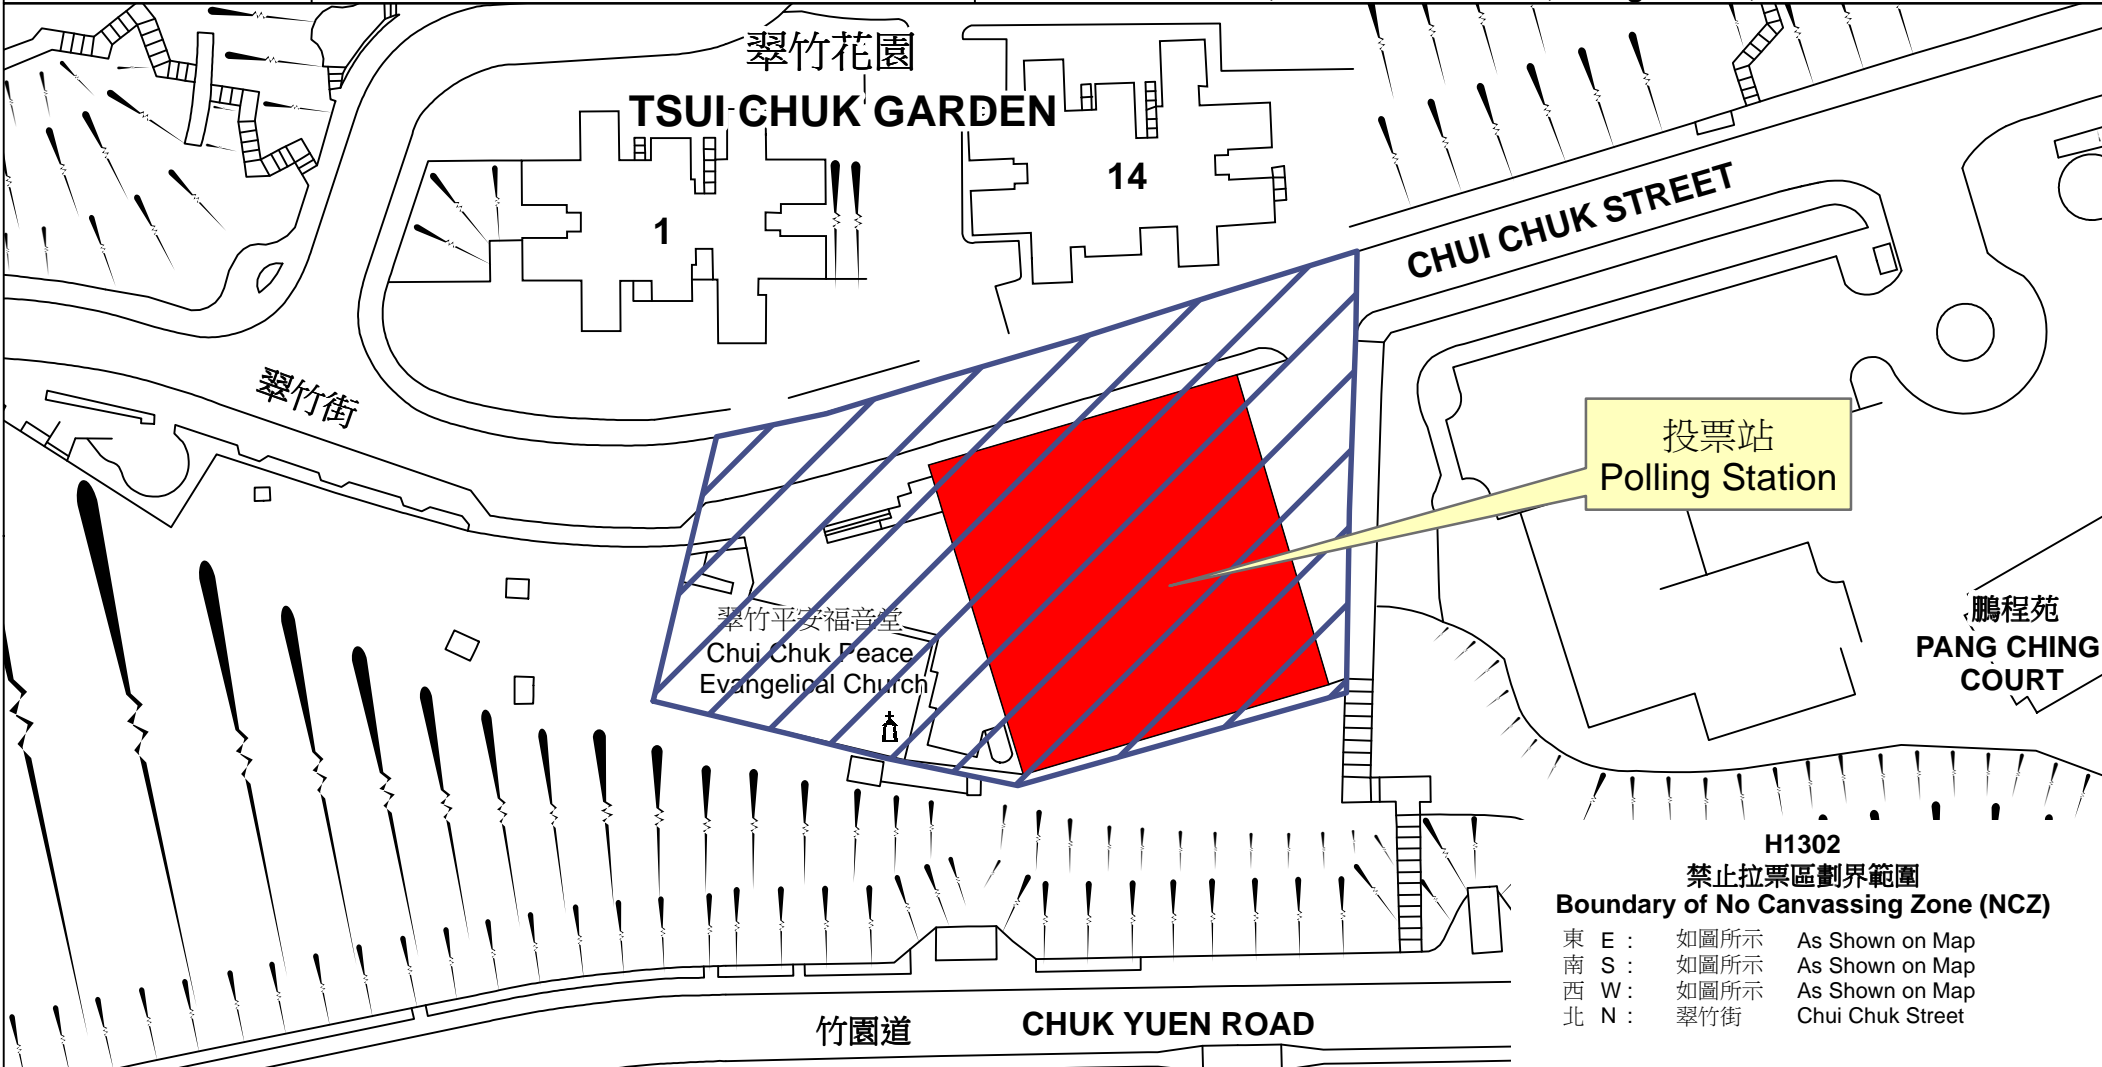 翠竹花園
TSUI CHUK GARDEN
1
14
CHUI CHUK STREET
翠竹街
投票站
Polling Station
翠竹平安福音堂
Chui Chuk Peace
Evangelical Church
鵬程苑
PANG CHING
COURT
竹園道 CHUK YUEN ROAD
H1302
禁止拉票區劃界範圍
Boundary of No Canvassing Zone (NCZ)
東 E : 如圖所示 As Shown on Map
南 S : 如圖所示 As Shown on Map
西 W : 如圖所示 As Shown on Map
北 N : 翠竹街 Chui Chuk Street